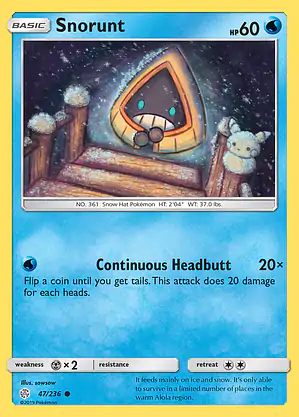 BASIC Snorunt HP60
NO. 361 Snow Hat Pokémon HT: 2'04" WT: 37.0 lbs.
Continuous Headbutt 20×
Flip a coin until you get tails. This attack does 20 damage
for each heads.
weakness ×2 resistance retreat
Illus. sowsow
47/236
©2019 Pokémon
It feeds mainly on ice and snow. It's only able
to survive in a limited number of places in the
warm Alola region.